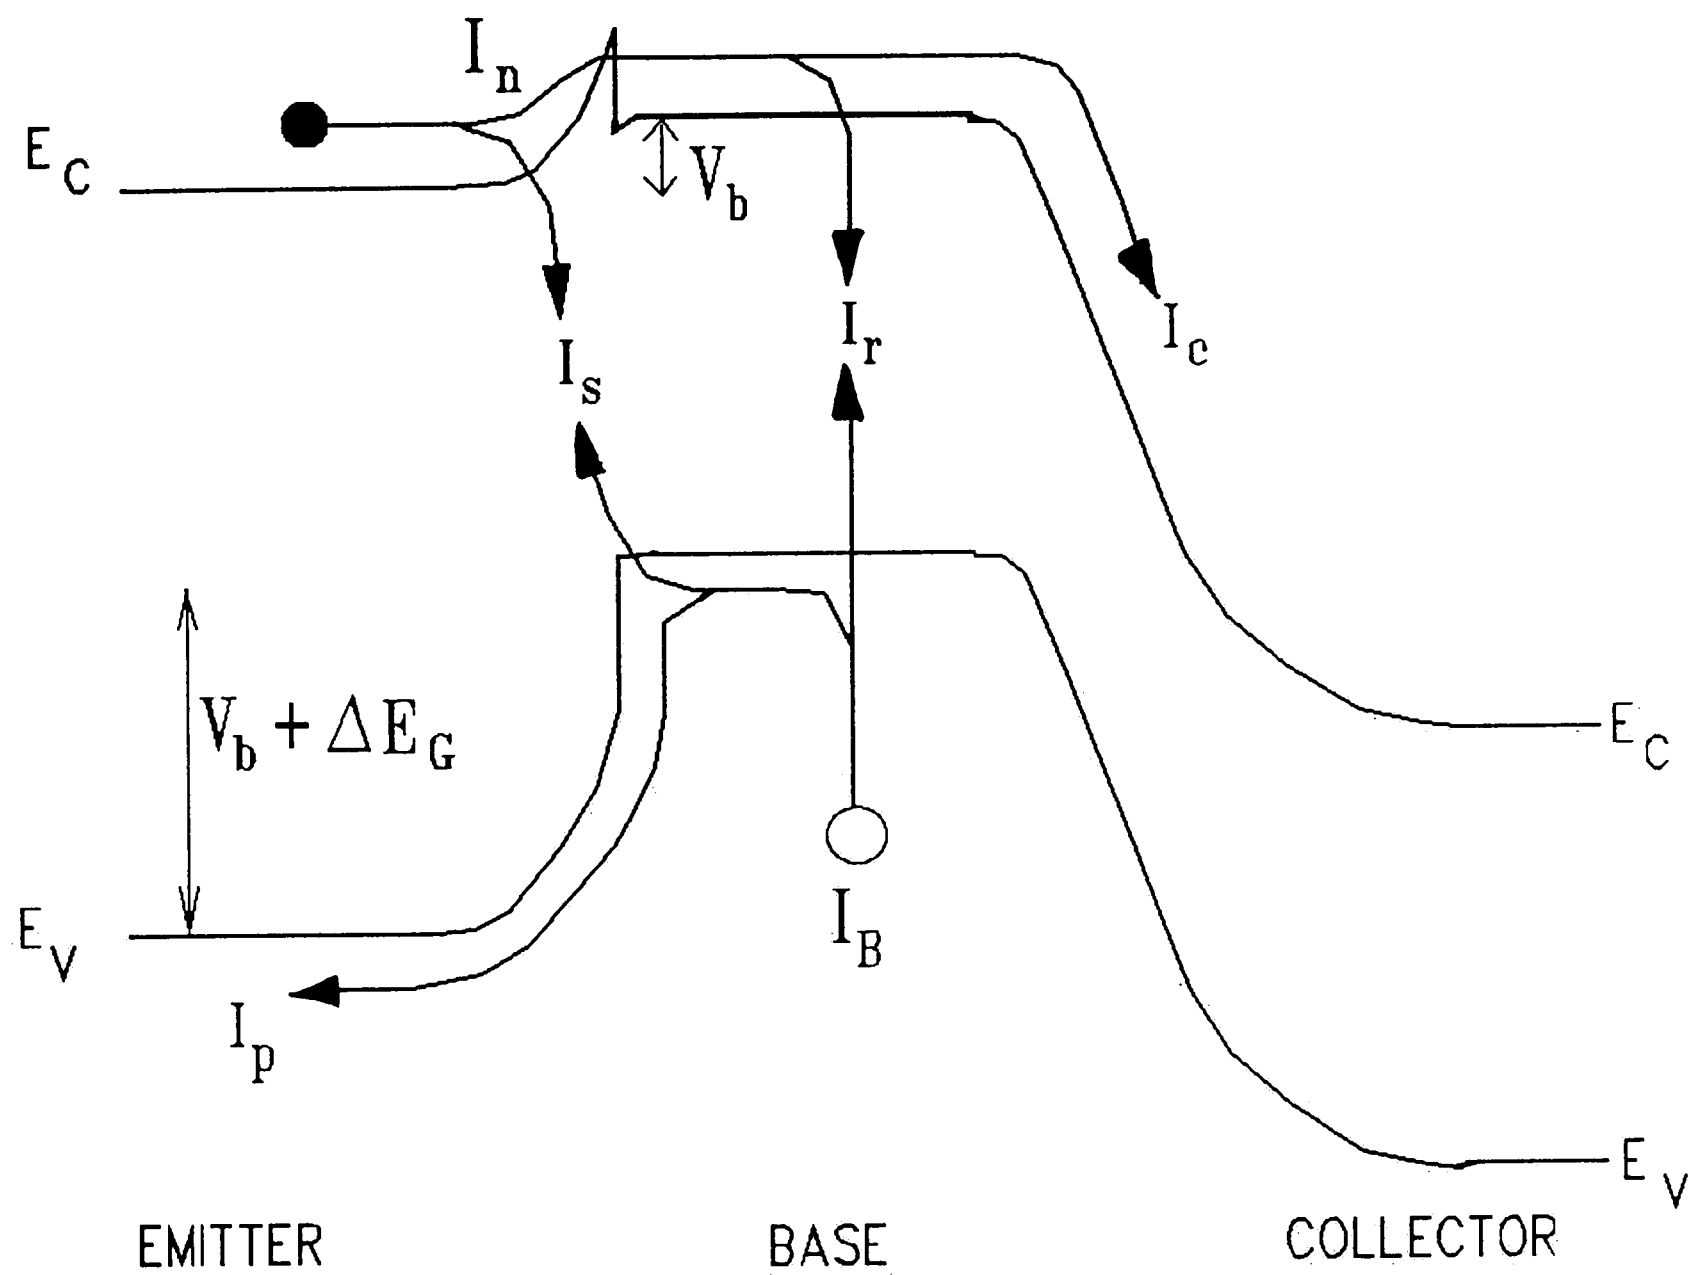 I_n
E_C
V_b
I_r
I_c
I_s
V_b + ΔE_G
E_C
I_B
E_V
I_p
E_V
EMITTER BASE COLLECTOR